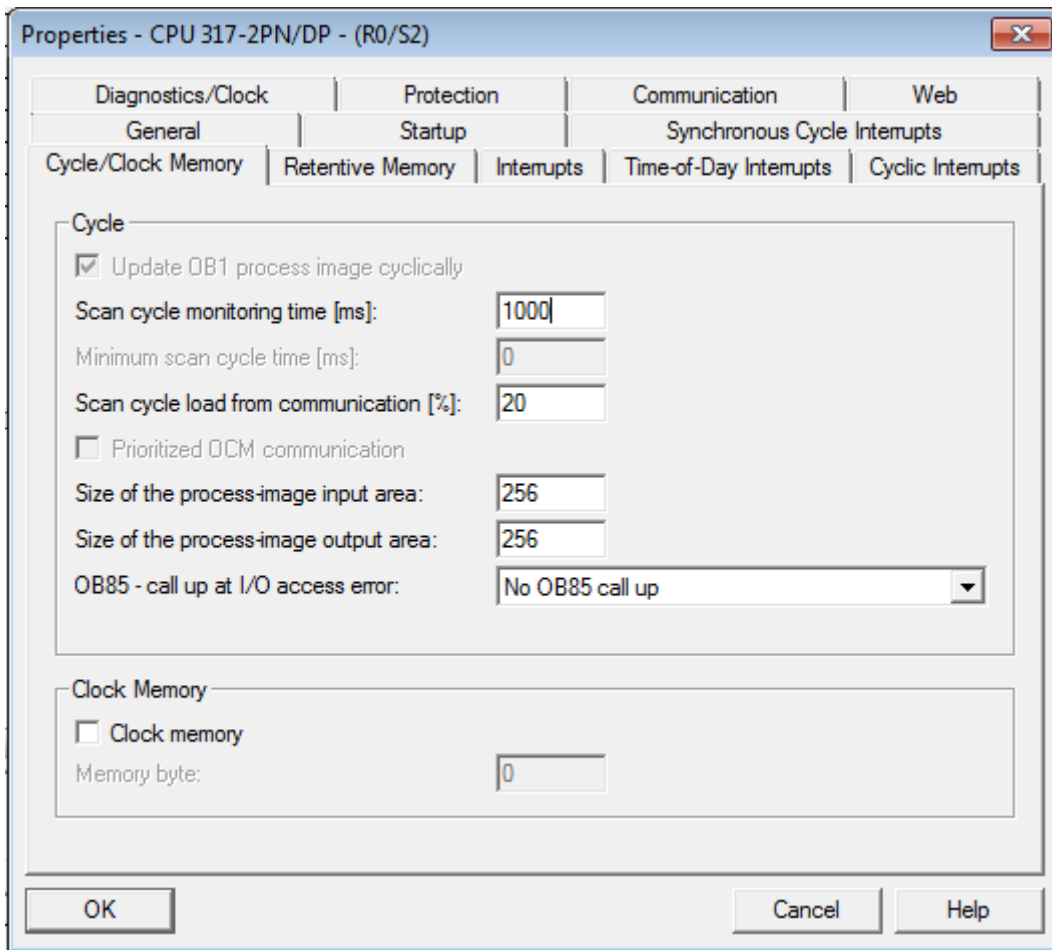 Properties - CPU 317-2PN/DP - (R0/S2)
Diagnostics/Clock Protection Communication Web
General Startup Synchronous Cycle Interrupts
Cycle/Clock Memory Retentive Memory Interrupts Time-of-Day Interrupts Cyclic Interrupts
Cycle
Update OB1 process image cyclically
Scan cycle monitoring time [ms]: 1000
Minimum scan cycle time [ms]: 0
Scan cycle load from communication [%]: 20
Prioritized OCM communication
Size of the process-image input area: 256
Size of the process-image output area: 256
OB85 - call up at I/O access error: No OB85 call up
Clock Memory
Clock memory
Memory byte: 0
OK Cancel Help